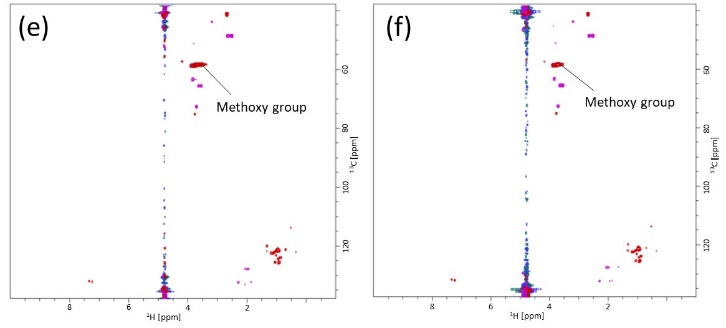 (e)
Methoxy group
60
80
100
120
¹³C [ppm]
8
6
4
2
¹H [ppm]
(f)
Methoxy group
60
80
100
120
¹³C [ppm]
8
6
4
2
¹H [ppm]